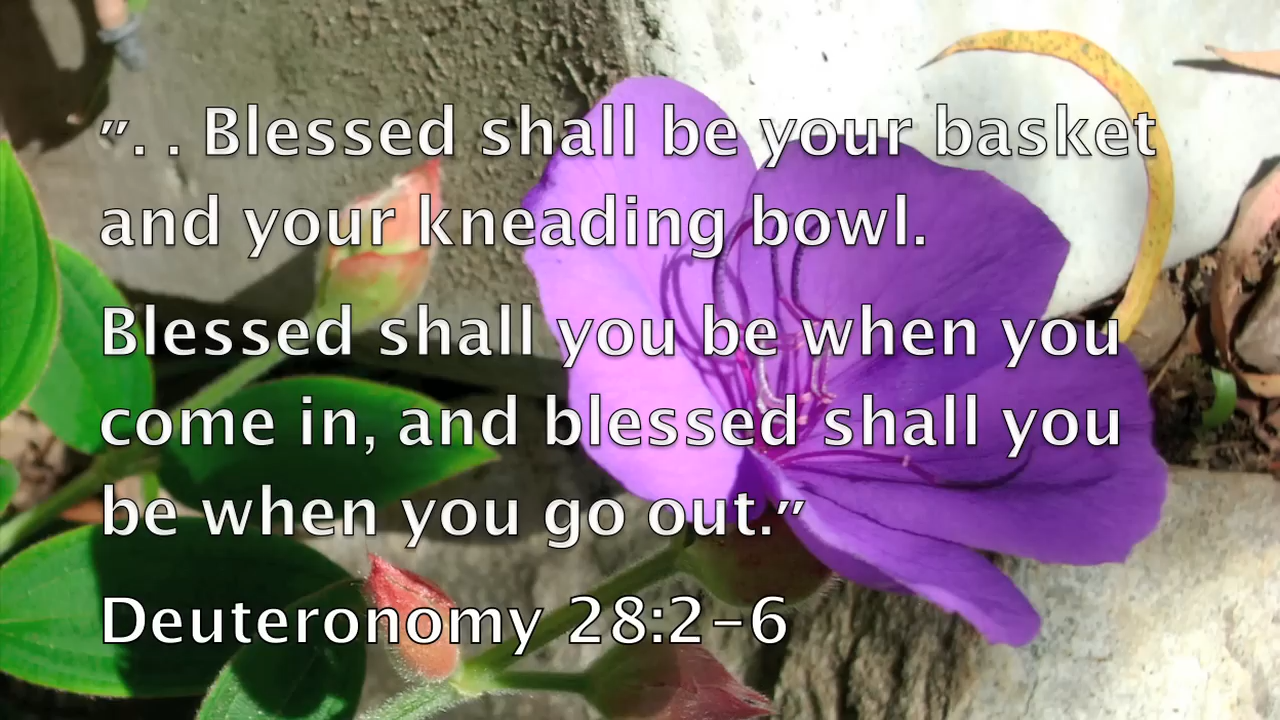 ”. . Blessed shall be your basket
and your kneading bowl.
Blessed shall you be when you
come in, and blessed shall you
be when you go out.”
Deuteronomy 28:2–6